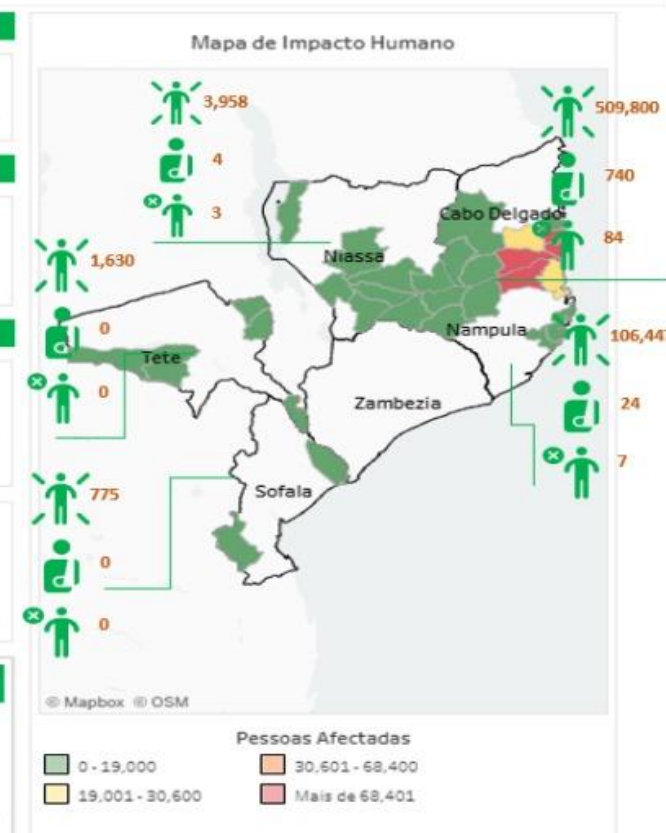 Mapa de Impacto Humano
3,958
4
3
509,800
740
84
Cabo Delgado
Niassa
1,630
0
0
Tete
Nampula
106,447
24
7
Zambezia
775
0
0
Sofala
© Mapbox © OSM
Pessoas Afectadas
0 - 19,000
30,601 - 68,400
19,001 - 30,600
Mais de 68,401